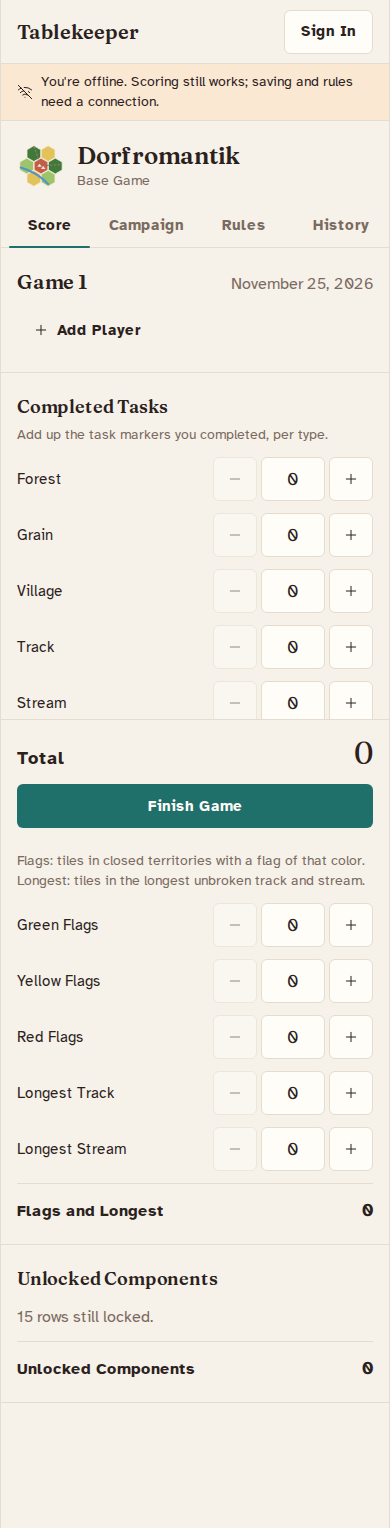 Tablekeeper
Sign In
You're offline. Scoring still works; saving and rules
need a connection.
Dorfromantik
Base Game
Score Campaign Rules History
Game 1 November 25, 2026
+ Add Player
Completed Tasks
Add up the task markers you completed, per type.
Forest − 0 +
Grain − 0 +
Village − 0 +
Track − 0 +
Stream − 0 +
Total 0
Finish Game
Flags: tiles in closed territories with a flag of that color.
Longest: tiles in the longest unbroken track and stream.
Green Flags − 0 +
Yellow Flags − 0 +
Red Flags − 0 +
Longest Track − 0 +
Longest Stream − 0 +
Flags and Longest 0
Unlocked Components
15 rows still locked.
Unlocked Components 0